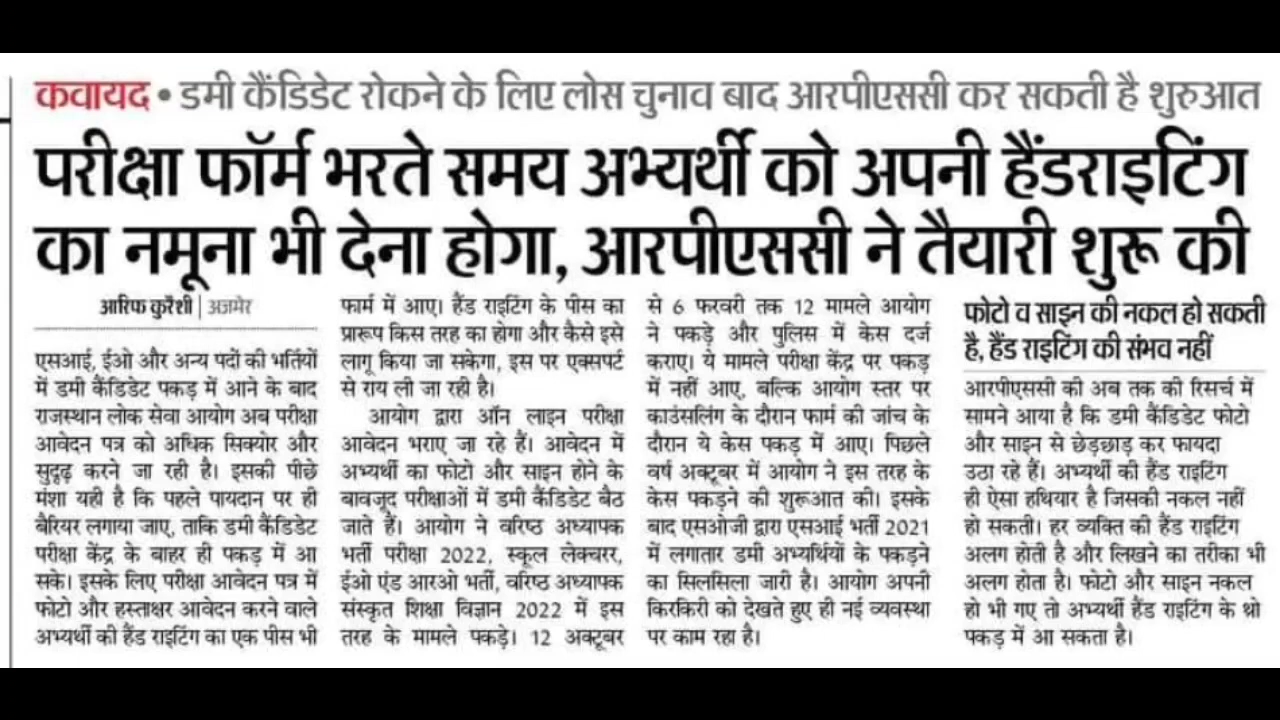 कवायद • डमी कैंडिडेट रोकने के लिए लोस चुनाव बाद आरपीएससी कर सकती है शुरुआत
परीक्षा फॉर्म भरते समय अभ्यर्थी को अपनी हैंडराइटिंग
का नमूना भी देना होगा, आरपीएससी ने तैयारी शुरू की
आरिफ कुरैशी | अजमेर
एसआई, ईओ और अन्य पदों की भर्तियों
में डमी कैंडिडेट पकड़ में आने के बाद
राजस्थान लोक सेवा आयोग अब परीक्षा
आवेदन पत्र को अधिक सिक्योर और
सुदृढ़ करने जा रही है। इसकी पीछे
मंशा यही है कि पहले पायदान पर ही
बैरियर लगाया जाए, ताकि डमी कैंडिडेट
परीक्षा केंद्र के बाहर ही पकड़ में आ
सके। इसके लिए परीक्षा आवेदन पत्र में
फोटो और हस्ताक्षर आवेदन करने वाले
अभ्यर्थी की हैंड राइटिंग का एक पीस भी
फार्म में आए। हैंड राइटिंग के पीस का
प्रारूप किस तरह का होगा और कैसे इसे
लागू किया जा सकेगा, इस पर एक्सपर्ट
से राय ली जा रही है।
आयोग द्वारा ऑन लाइन परीक्षा
आवेदन भराए जा रहे हैं। आवेदन में
अभ्यर्थी का फोटो और साइन होने के
बावजूद परीक्षाओं में डमी कैंडिडेट बैठ
जाते हैं। आयोग ने वरिष्ठ अध्यापक
भर्ती परीक्षा 2022, स्कूल लेक्चरर,
ईओ एंड आरओ भर्ती, वरिष्ठ अध्यापक
संस्कृत शिक्षा विज्ञान 2022 में इस
तरह के मामले पकड़े। 12 अक्टूबर
से 6 फरवरी तक 12 मामले आयोग
ने पकड़े और पुलिस में केस दर्ज
कराए। ये मामले परीक्षा केंद्र पर पकड़
में नहीं आए, बल्कि आयोग स्तर पर
काउंसलिंग के दौरान फार्म की जांच के
दौरान ये केस पकड़ में आए। पिछले
वर्ष अक्टूबर में आयोग ने इस तरह के
केस पकड़ने की शुरूआत की। इसके
बाद एसओजी द्वारा एसआई भर्ती 2021
में लगातार डमी अभ्यर्थियों के पकड़ने
का सिलसिला जारी है। आयोग अपनी
किरकिरी को देखते हुए ही नई व्यवस्था
पर काम रहा है।
फोटो व साइन की नकल हो सकती
है, हैंड राइटिंग की संभव नहीं
आरपीएससी की अब तक की रिसर्च में
सामने आया है कि डमी कैंडिडेट फोटो
और साइन से छेड़छाड़ कर फायदा
उठा रहे हैं। अभ्यर्थी की हैंड राइटिंग
ही ऐसा हथियार है जिसकी नकल नहीं
हो सकती। हर व्यक्ति की हैंड राइटिंग
अलग होती है और लिखने का तरीका भी
अलग होता है। फोटो और साइन नकल
हो भी गए तो अभ्यर्थी हैंड राइटिंग के थ्रो
पकड़ में आ सकता है।